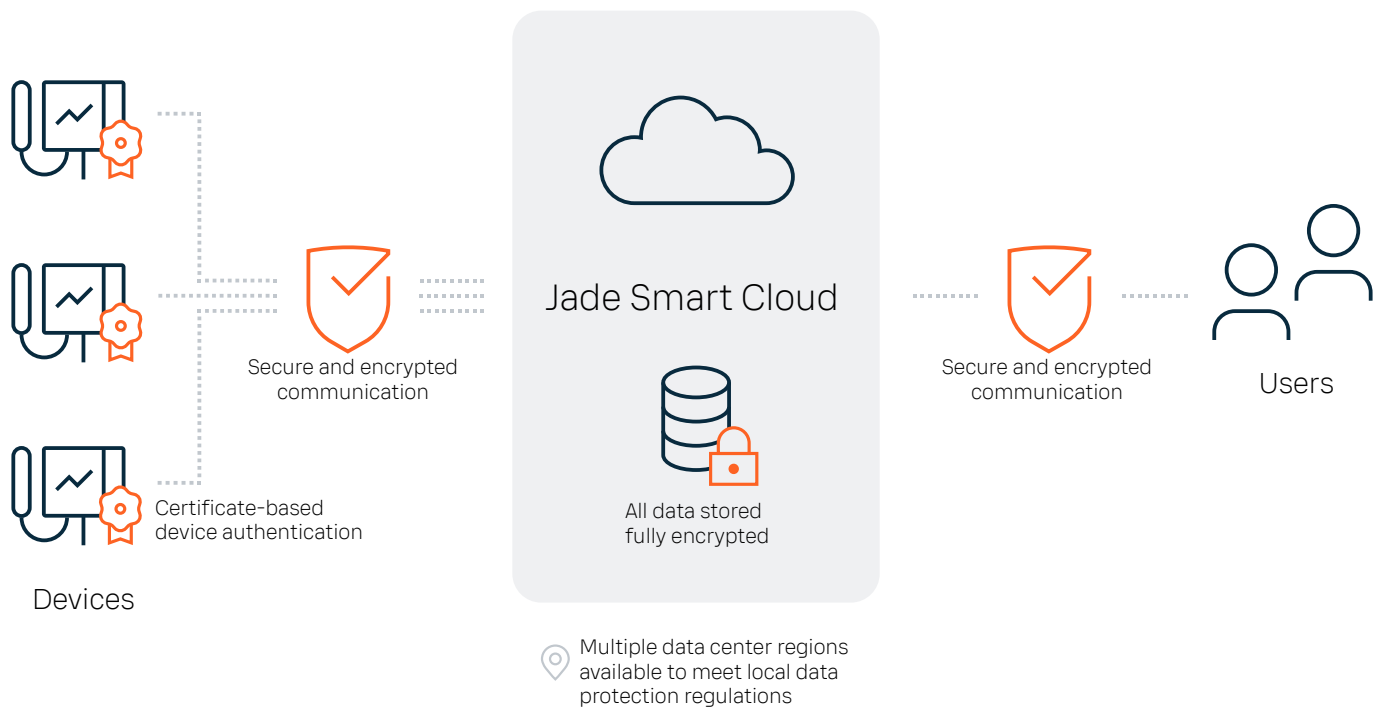 Jade Smart Cloud
Secure and encrypted
communication
Secure and encrypted
communication
Users
Certificate-based
device authentication
All data stored
fully encrypted
Devices
Multiple data center regions
available to meet local data
protection regulations